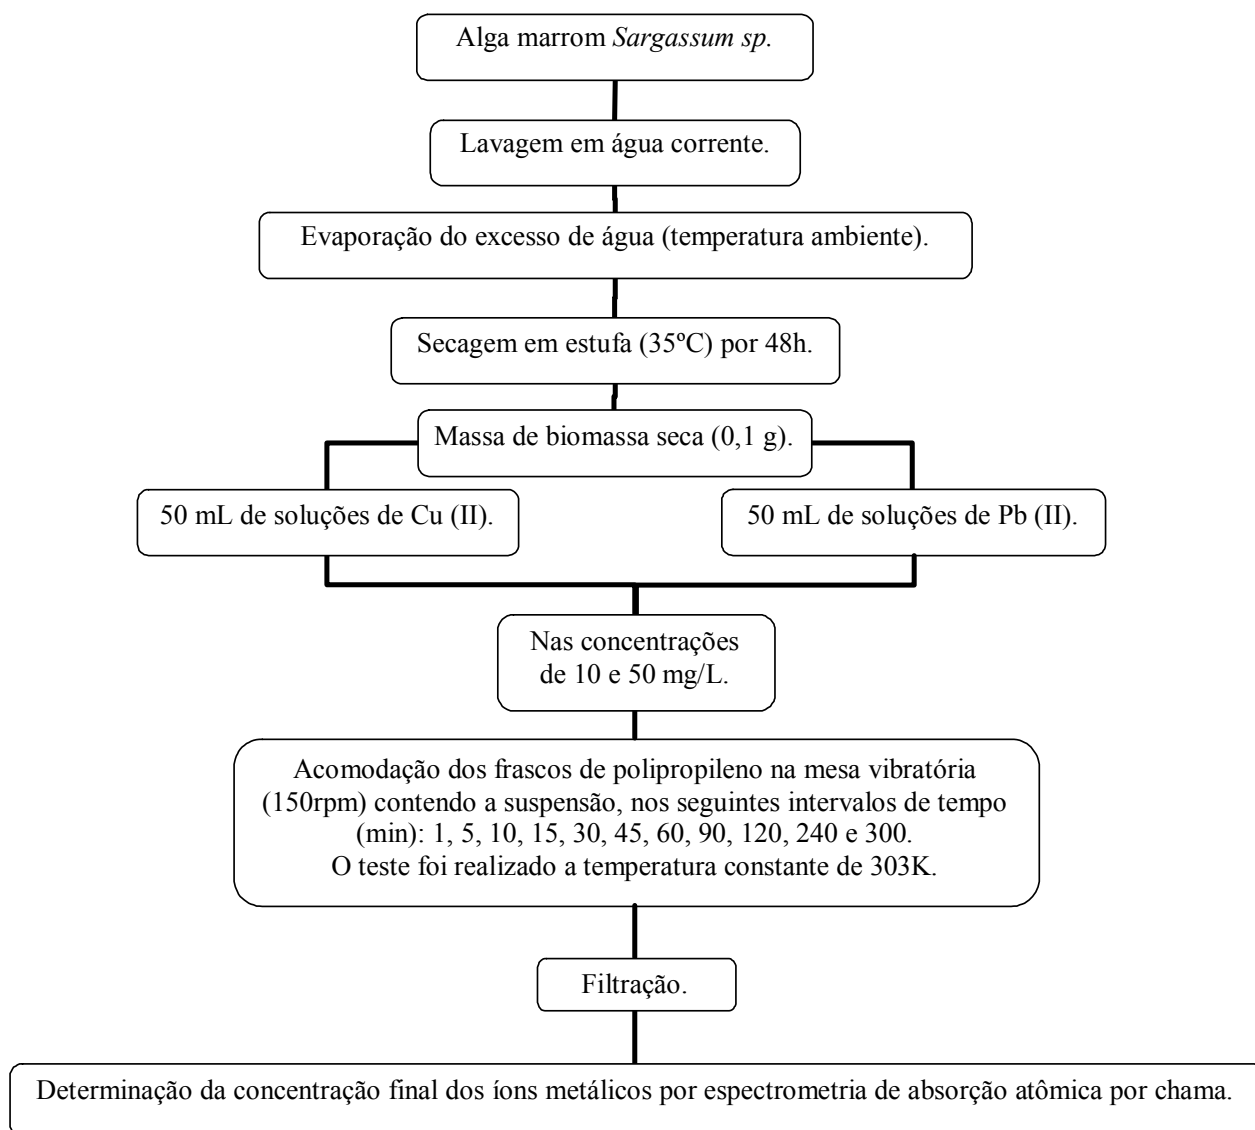 Alga marrom Sargassum sp.
Lavagem em água corrente.
Evaporação do excesso de água (temperatura ambiente).
Secagem em estufa (35ºC) por 48h.
Massa de biomassa seca (0,1 g).
50 mL de soluções de Cu (II).
50 mL de soluções de Pb (II).
Nas concentrações
de 10 e 50 mg/L.
Acomodação dos frascos de polipropileno na mesa vibratória
(150rpm) contendo a suspensão, nos seguintes intervalos de tempo
(min): 1, 5, 10, 15, 30, 45, 60, 90, 120, 240 e 300.
O teste foi realizado a temperatura constante de 303K.
Filtração.
Determinação da concentração final dos íons metálicos por espectrometria de absorção atômica por chama.